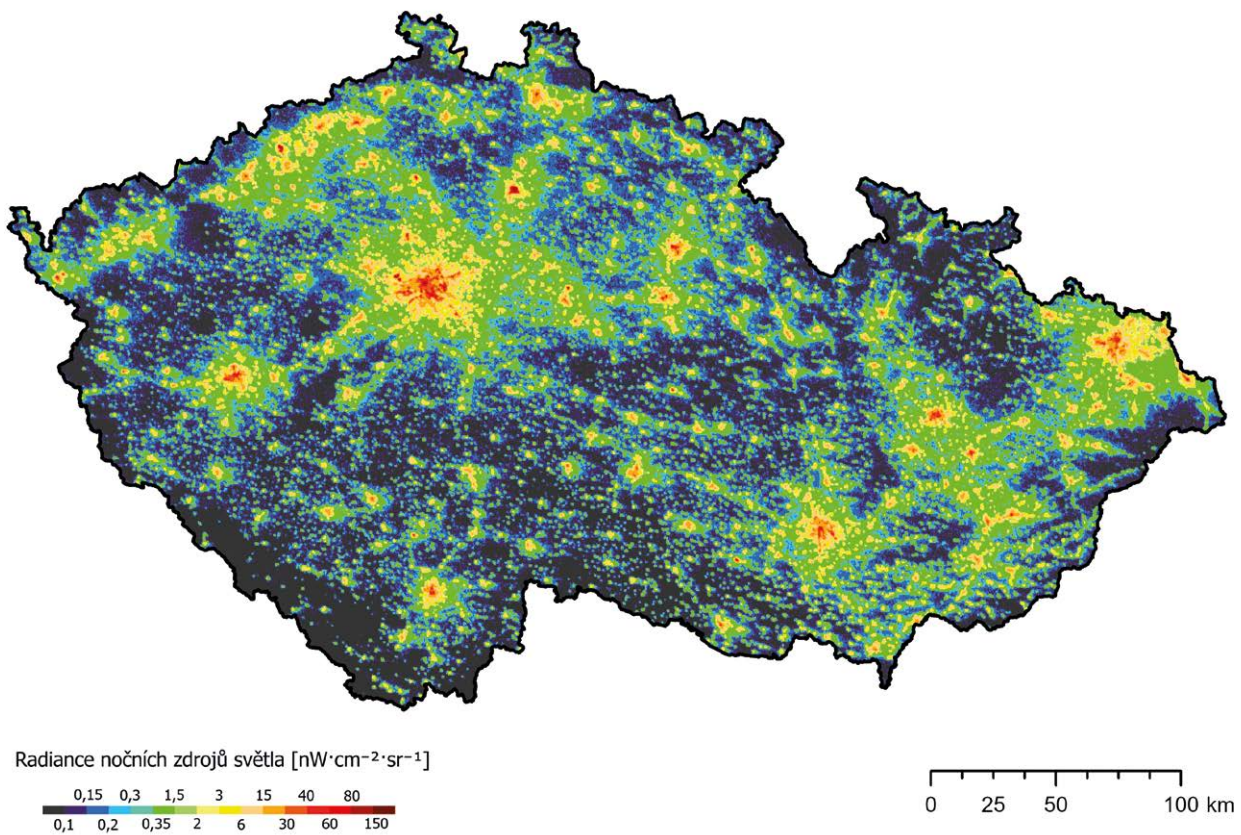 Radiance nočních zdrojů světla [nW·cm⁻²·sr⁻¹]
0,15 0,3 1,5 3 15 40 80
0,1 0,2 0,35 2 6 30 60 150
0 25 50 100 km